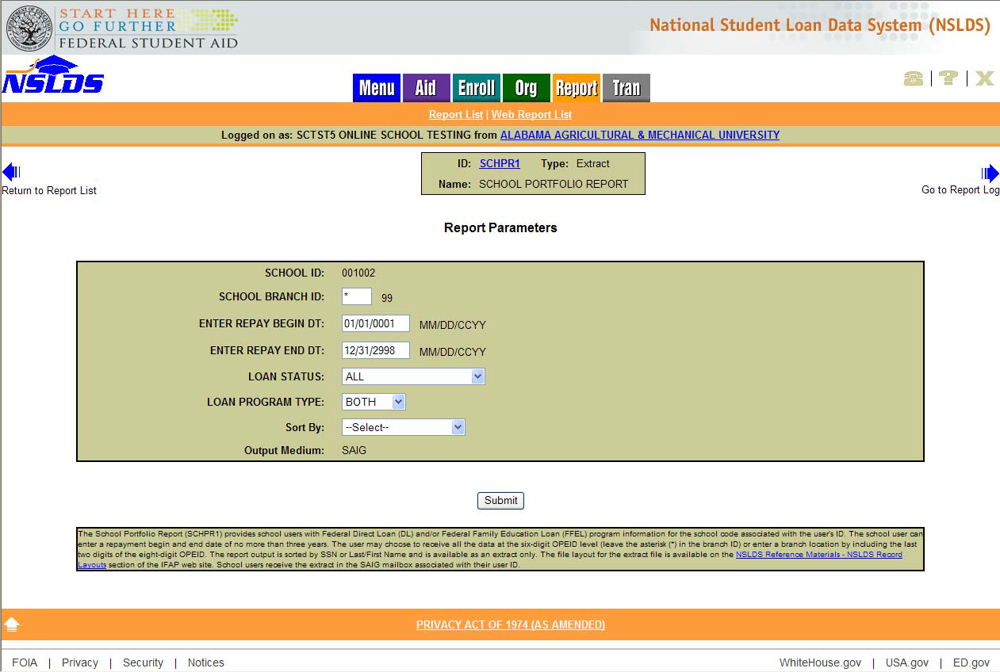 START HERE
GO FURTHER
FEDERAL STUDENT AID
National Student Loan Data System (NSLDS)
NSLDS
Menu Aid Enroll Org Report Tran
? | X
Report List | Web Report List
Logged on as: SCTST5 ONLINE SCHOOL TESTING from ALABAMA AGRICULTURAL & MECHANICAL UNIVERSITY
ID: SCHPR1 Type: Extract
Name: SCHOOL PORTFOLIO REPORT
Return to Report List
Go to Report Log
Report Parameters
SCHOOL ID: 001002
SCHOOL BRANCH ID: * 99
ENTER REPAY BEGIN DT: 01/01/0001 MM/DD/CCYY
ENTER REPAY END DT: 12/31/2998 MM/DD/CCYY
LOAN STATUS: ALL
LOAN PROGRAM TYPE: BOTH
Sort By: --Select--
Output Medium: SAIG
Submit
The School Portfolio Report (SCHPR1) provides school users with Federal Direct Loan (DL) and/or Federal Family Education Loan (FFEL) program information for the school code associated with the user's ID. The school user can
enter a repayment begin and end date of no more than three years. The user may choose to receive all the data at the six-digit OPEID level (leave the asterisk (*) in the branch ID) or enter a branch location by including the last
two digits of the eight-digit OPEID. The report output is sorted by SSN or Last/First Name and is available as an extract only. The file layout for the extract file is available on the NSLDS Reference Materials - NSLDS Record
Layouts section of the IFAP web site. School users receive the extract in the SAIG mailbox associated with their user ID.
PRIVACY ACT OF 1974 (AS AMENDED)
FOIA | Privacy | Security | Notices
WhiteHouse.gov | USA.gov | ED.gov